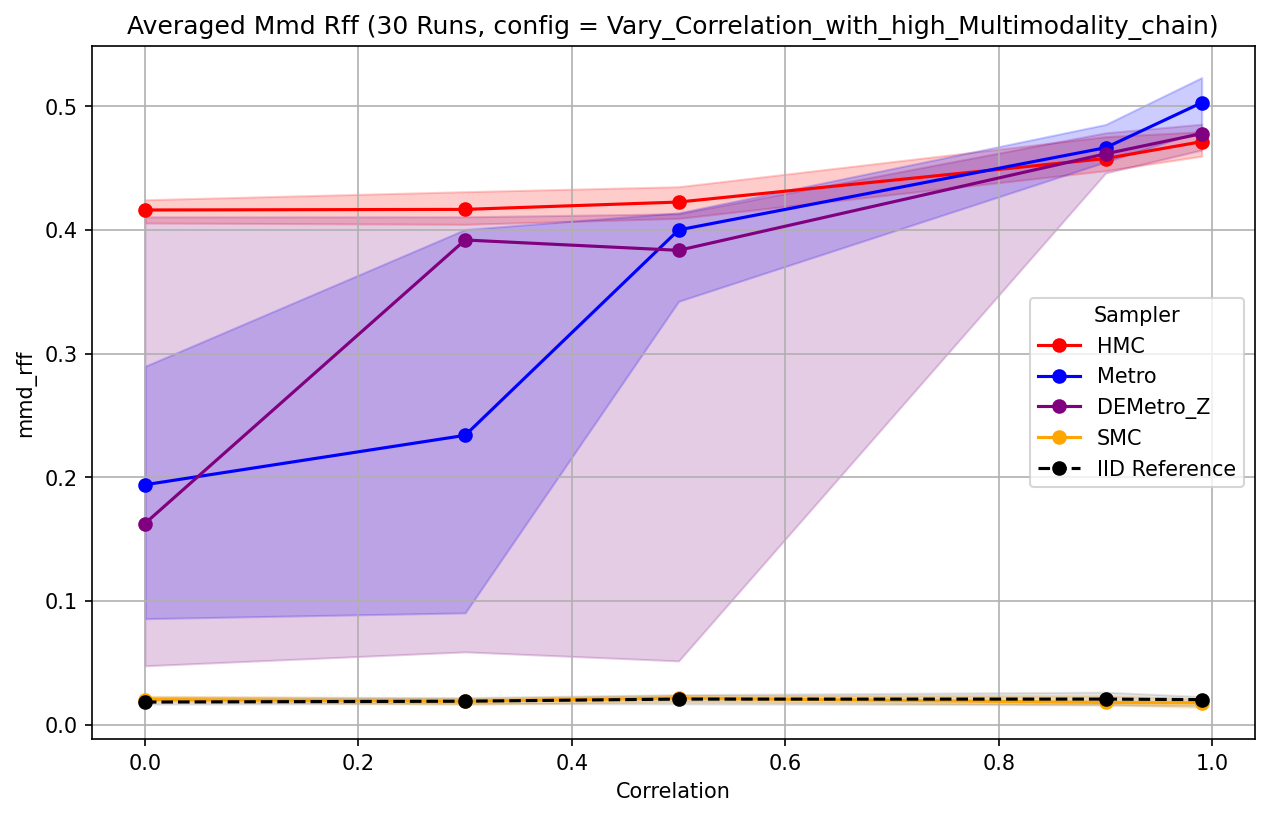 Averaged Mmd Rff (30 Runs, config = Vary_Correlation_with_high_Multimodality_chain)
mmd_rff
0.5
0.4
0.3
0.2
0.1
0.0
0.0 0.2 0.4 0.6 0.8 1.0
Correlation
Sampler
HMC
Metro
DEMetro_Z
SMC
IID Reference